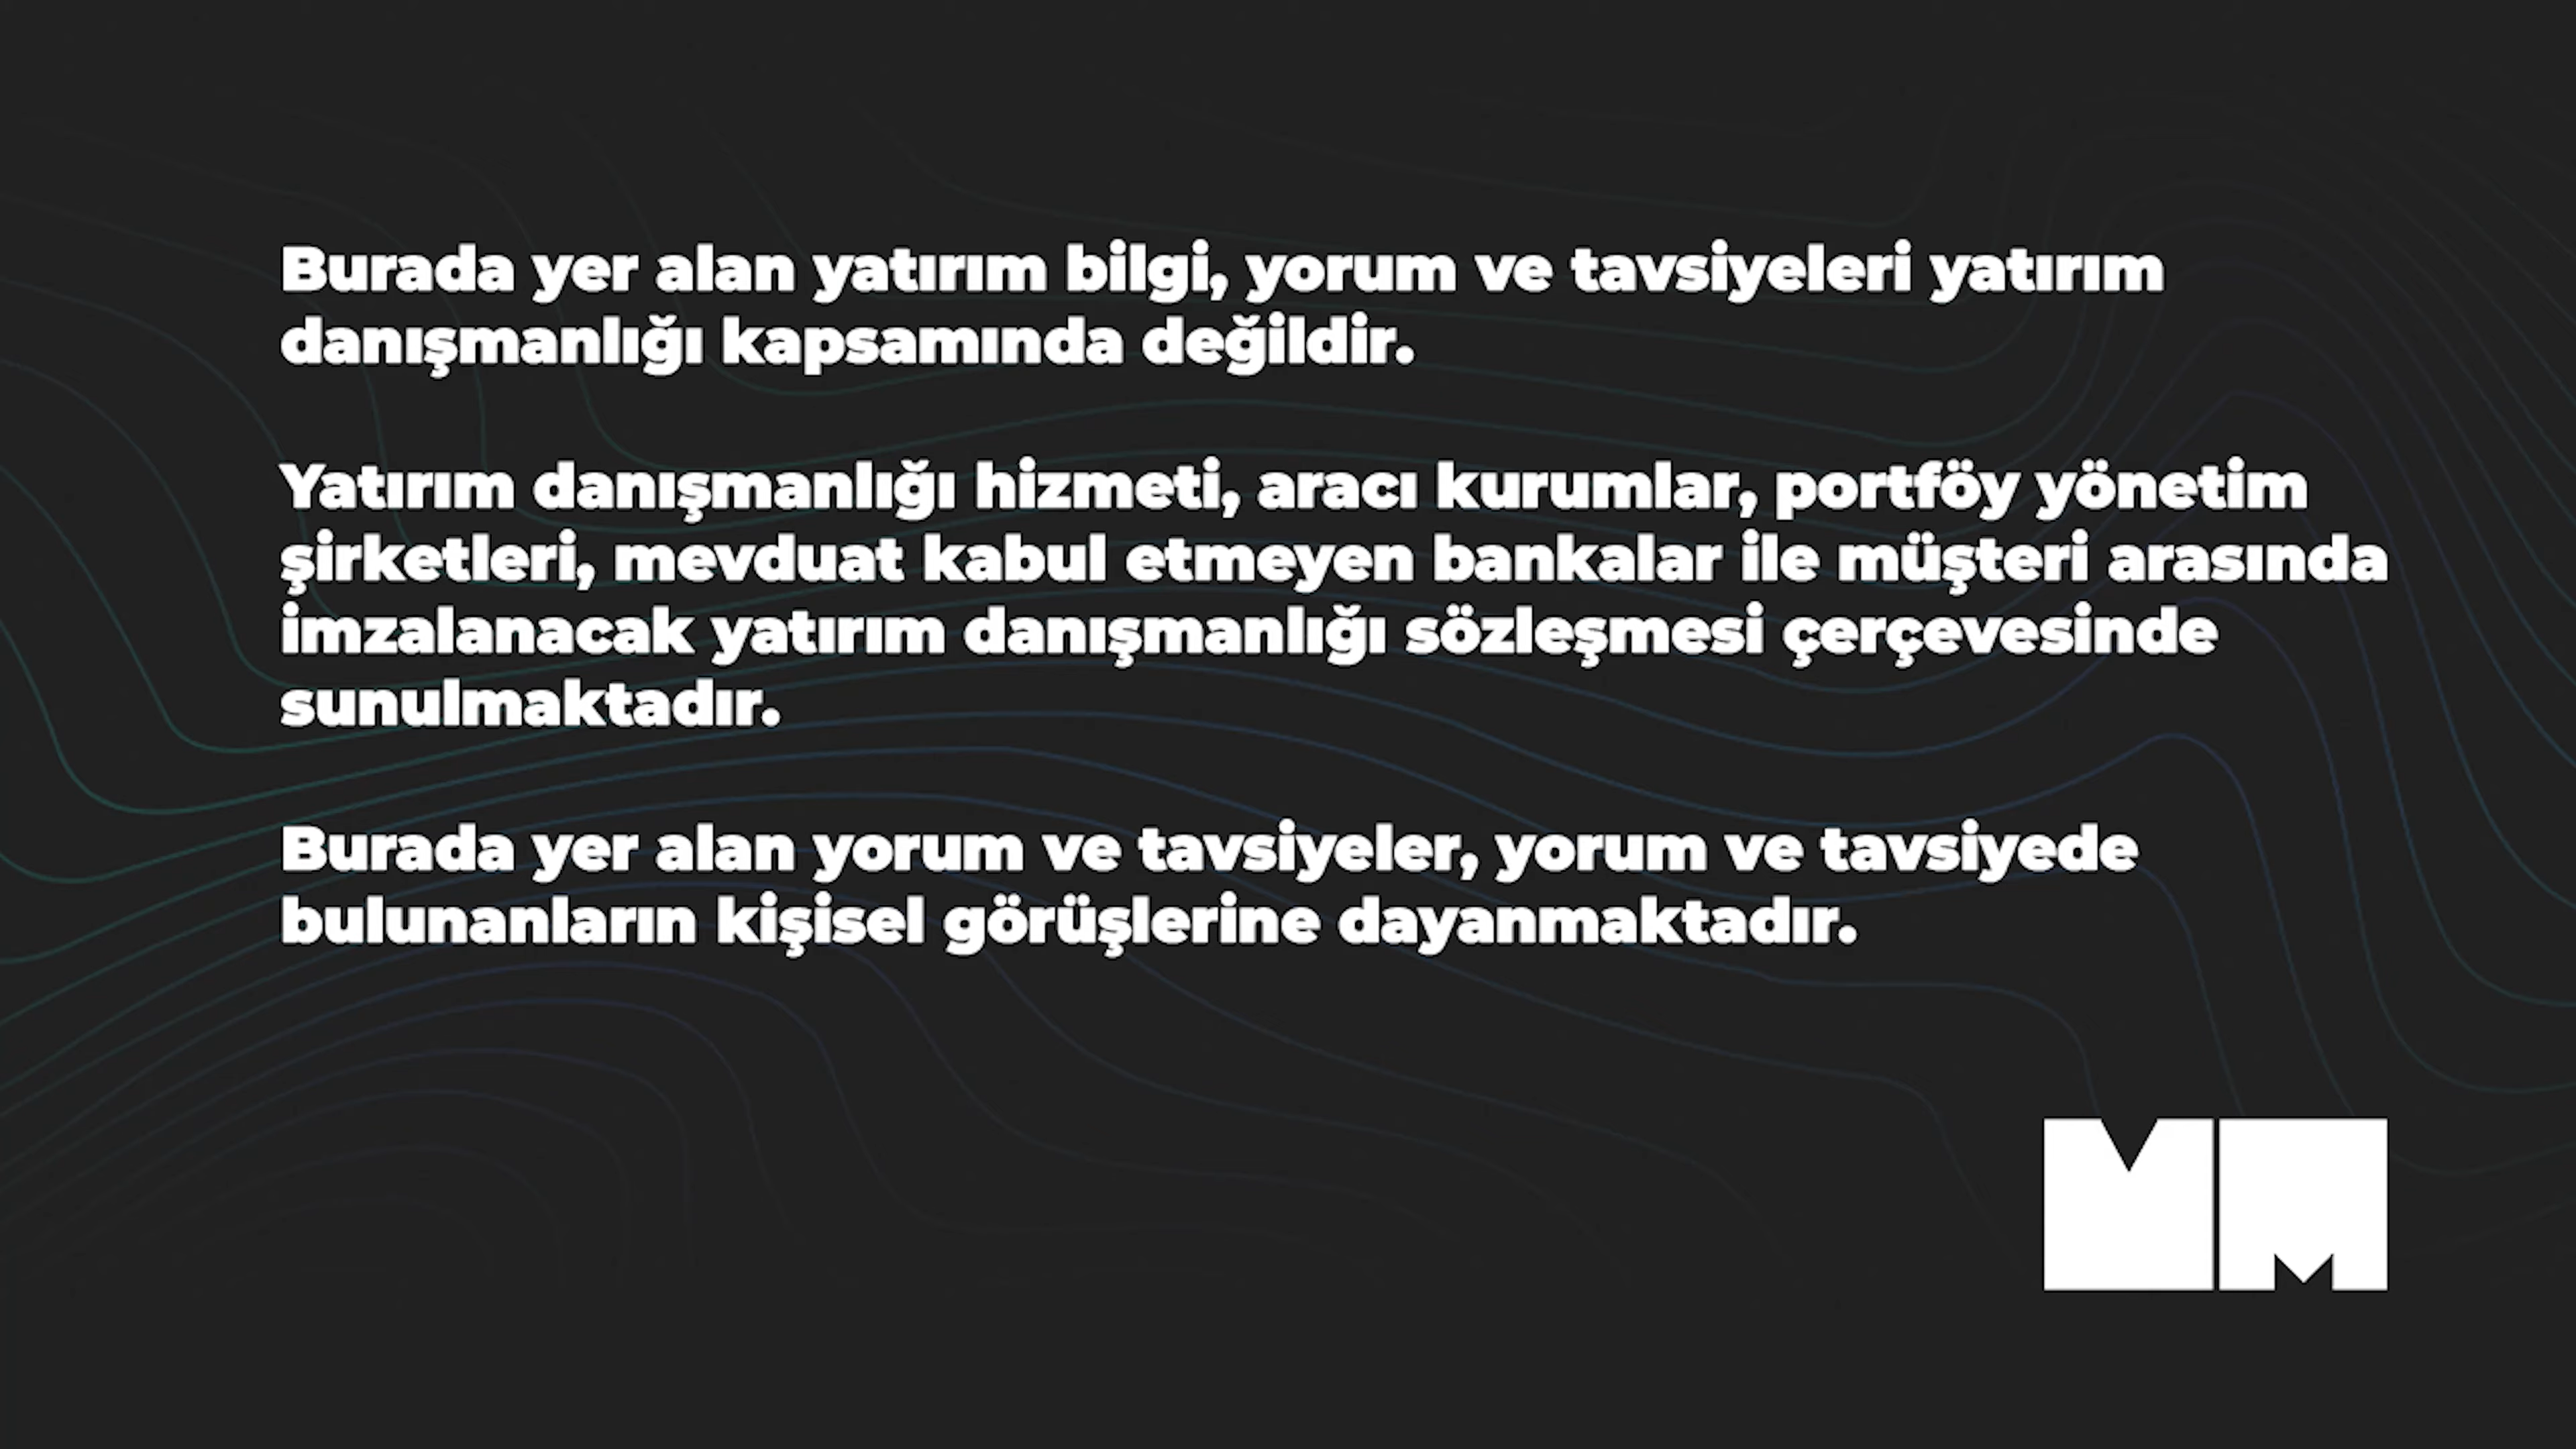 Burada yer alan yatırım bilgi, yorum ve tavsiyeleri yatırım
danışmanlığı kapsamında değildir.
Yatırım danışmanlığı hizmeti, aracı kurumlar, portföy yönetim
şirketleri, mevduat kabul etmeyen bankalar ile müşteri arasında
imzalanacak yatırım danışmanlığı sözleşmesi çerçevesinde
sunulmaktadır.
Burada yer alan yorum ve tavsiyeler, yorum ve tavsiyede
bulunanların kişisel görüşlerine dayanmaktadır.